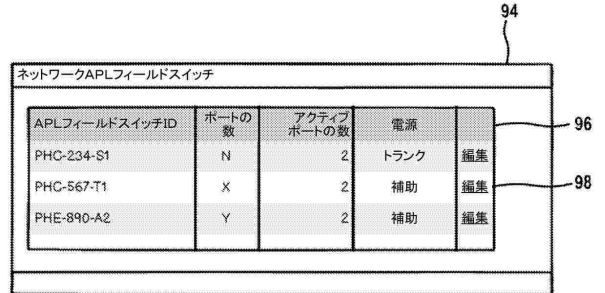 94
ネットワークAPLフィールドスイッチ
APLフィールドスイッチID ポートの数 アクティブポートの数 電源
96
PHC-234-S1 N 2 トランク 編集
PHC-567-T1 X 2 補助 編集
98
PHE-890-A2 Y 2 補助 編集